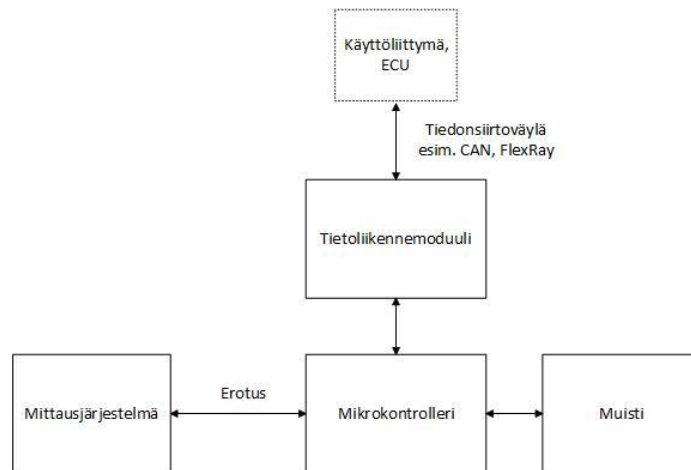 Käyttöliittymä,
ECU
Tiedonsiirtoväylä
esim. CAN, FlexRay
Tietoliikennemoduuli
Mittausjärjestelmä
Erotus
Mikrokontrolleri
Muisti